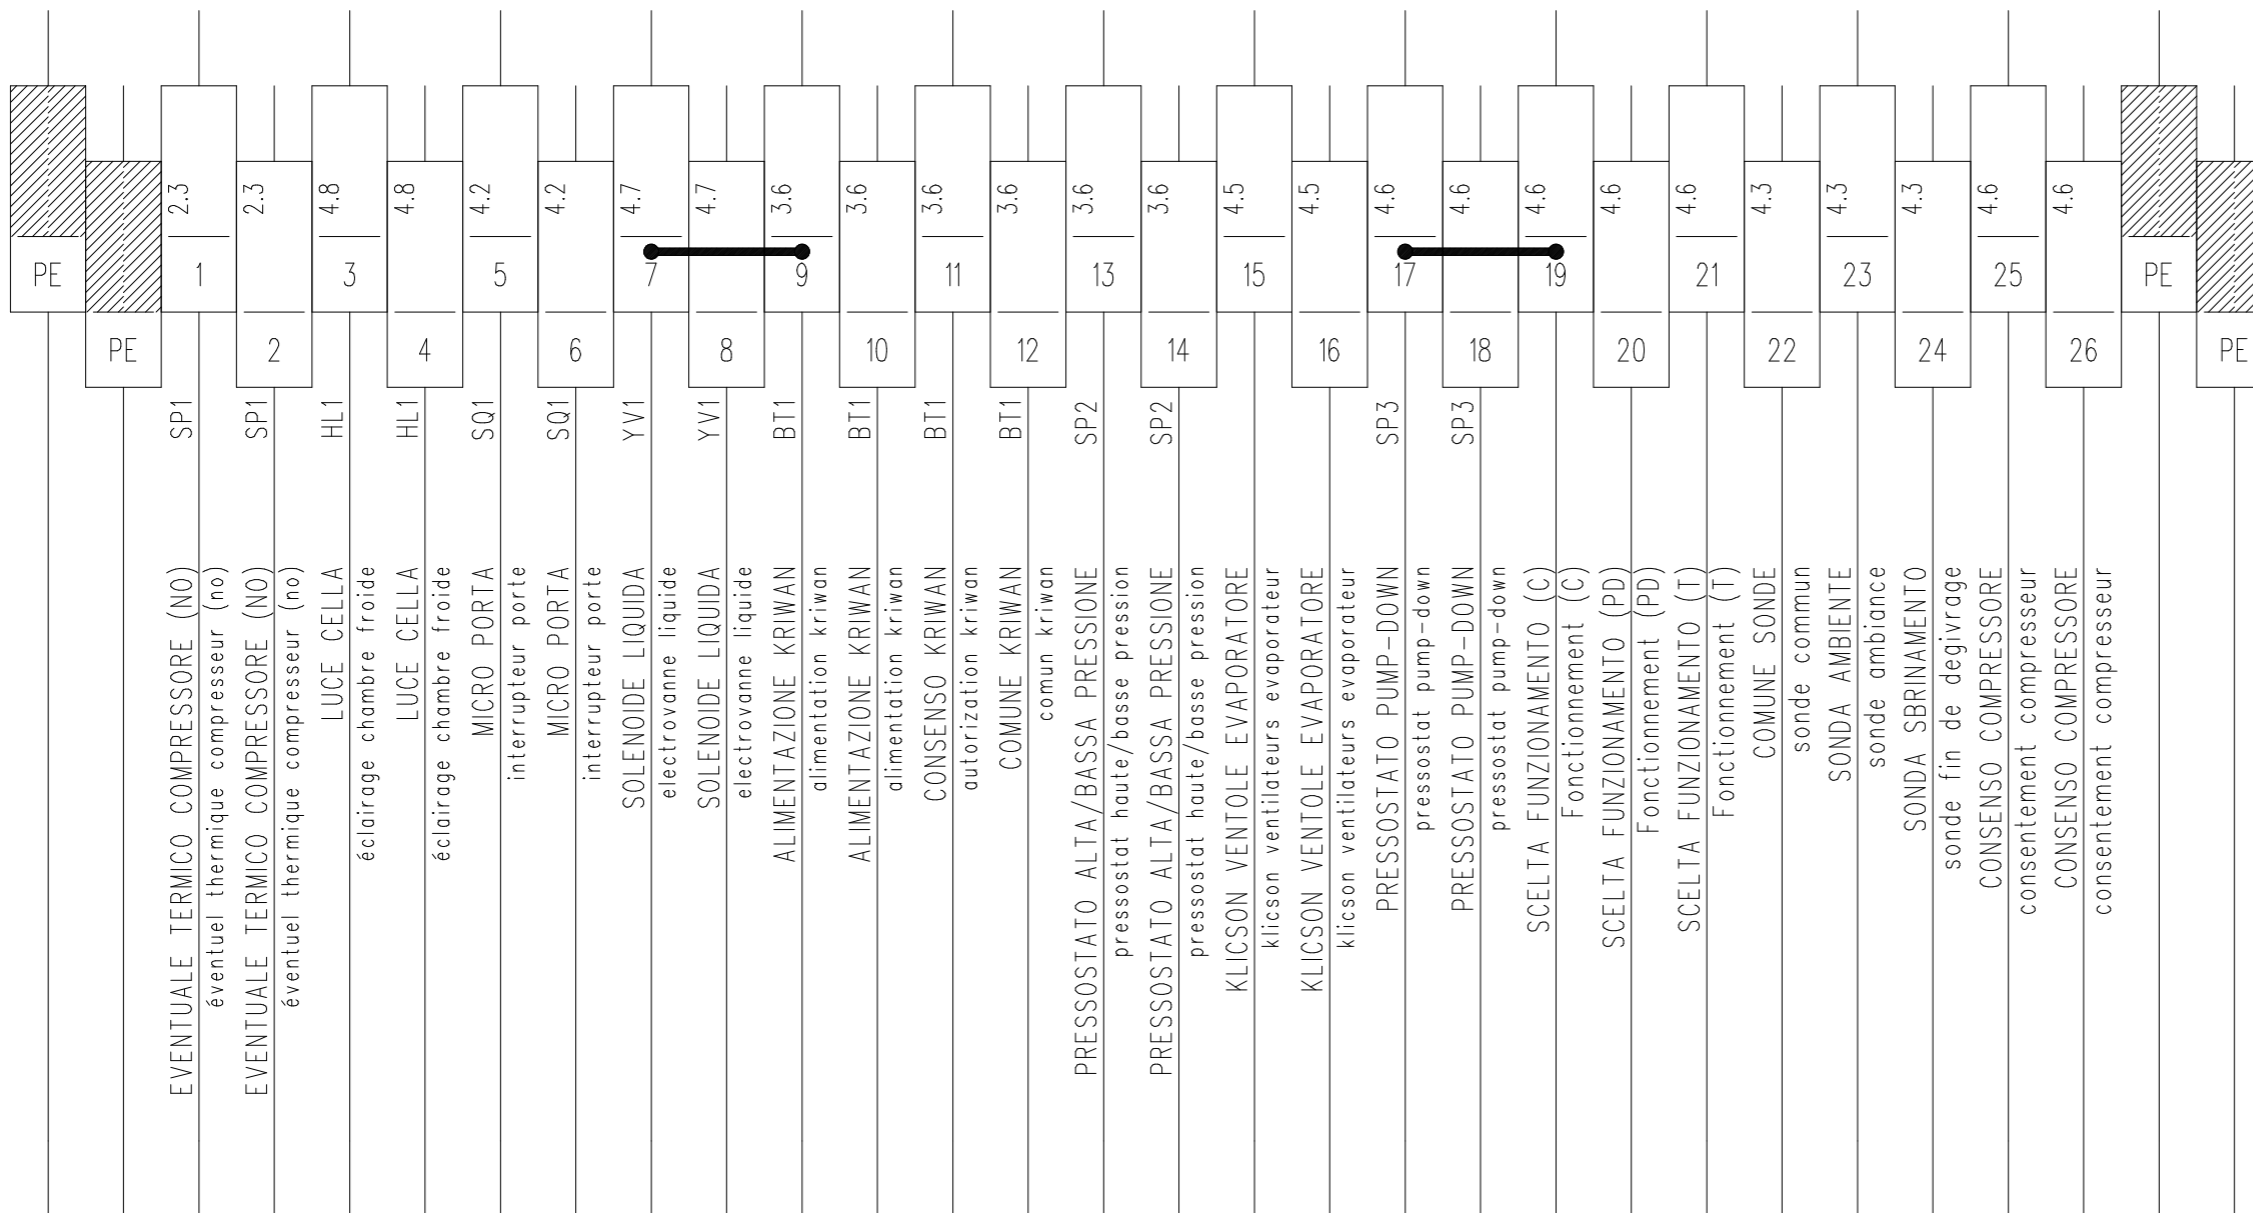 2.3
2.3
4.8
4.8
4.2
4.2
4.7
4.7
3.6
3.6
3.6
3.6
3.6
3.6
4.5
4.5
4.6
4.6
4.6
4.6
4.6
4.3
4.3
4.3
4.6
4.6
PE
1
3
5
7
9
11
13
15
17
19
21
23
25
PE
PE
2
4
6
8
10
12
14
16
18
20
22
24
26
PE
SP1
SP1
HL1
HL1
SQ1
SQ1
YV1
YV1
BT1
BT1
BT1
BT1
SP2
SP2
SP3
SP3
EVENTUALE TERMICO COMPRESSORE (NO)
éventuel thermique compresseur (no)
EVENTUALE TERMICO COMPRESSORE (NO)
éventuel thermique compresseur (no)
LUCE CELLA
éclairage chambre froide
LUCE CELLA
éclairage chambre froide
MICRO PORTA
interrupteur porte
MICRO PORTA
interrupteur porte
SOLENOIDE LIQUIDA
electrovanne liquide
SOLENOIDE LIQUIDA
electrovanne liquide
ALIMENTAZIONE KRIWAN
alimentation kriwan
ALIMENTAZIONE KRIWAN
alimentation kriwan
CONSENSO KRIWAN
autorization kriwan
COMUNE KRIWAN
comun kriwan
PRESSOSTATO ALTA/BASSA PRESSIONE
pressostat haute/basse pression
PRESSOSTATO ALTA/BASSA PRESSIONE
pressostat haute/basse pression
KLICSON VENTOLE EVAPORATORE
klicson ventilateurs evaporateur
KLICSON VENTOLE EVAPORATORE
klicson ventilateurs evaporateur
PRESSOSTATO PUMP-DOWN
pressostat pump-down
PRESSOSTATO PUMP-DOWN
pressostat pump-down
SCELTA FUNZIONAMENTO (C)
Fonctionnement (C)
SCELTA FUNZIONAMENTO (PD)
Fonctionnement (PD)
SCELTA FUNZIONAMENTO (T)
Fonctionnement (T)
COMUNE SONDE
sonde commun
SONDA AMBIENTE
sonde ambiance
SONDA SBRINAMENTO
sonde fin de degivrage
CONSENSO COMPRESSORE
consentement compresseur
CONSENSO COMPRESSORE
consentement compresseur